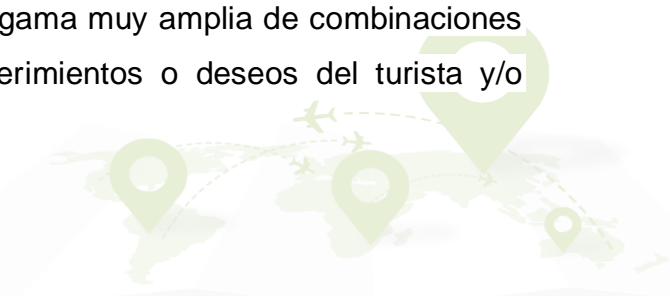 gama muy amplia de combinaciones
erimientos o deseos del turista y/o